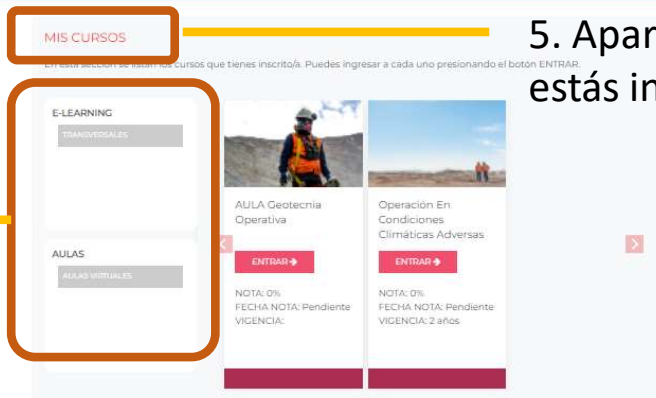 MIS CURSOS
5. Apar
En esta sección se listan los cursos que tienes inscrito/a. Puedes ingresar a cada uno presionando el botón ENTRAR.
estás in
E-LEARNING
TRANSVERSALES
AULAS
AULAS VIRTUALES
AULA Geotecnia
Operativa
ENTRAR
NOTA: 0%
FECHA NOTA: Pendiente
VIGENCIA:
Operación En
Condiciones
Climáticas Adversas
ENTRAR
NOTA: 0%
FECHA NOTA: Pendiente
VIGENCIA: 2 años